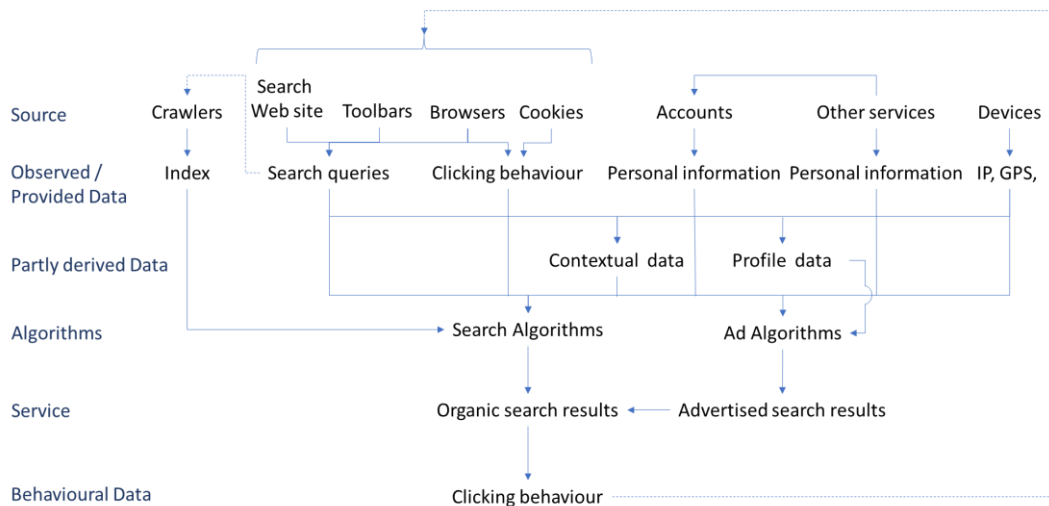 Search
Source Crawlers Web site Toolbars Browsers Cookies Accounts Other services Devices
Observed / Index Search queries Clicking behaviour Personal information Personal information IP, GPS,
Provided Data
Partly derived Data Contextual data Profile data
Algorithms Search Algorithms Ad Algorithms
Service Organic search results Advertised search results
Behavioural Data Clicking behaviour